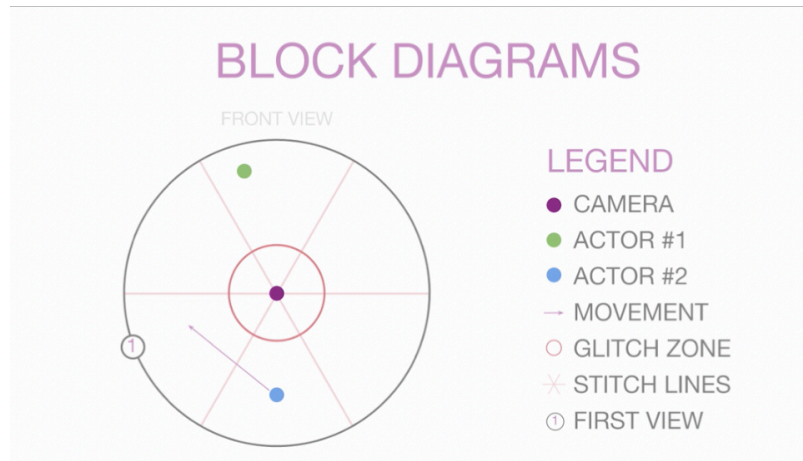 BLOCK DIAGRAMS
FRONT VIEW
LEGEND
CAMERA
ACTOR #1
ACTOR #2
MOVEMENT
GLITCH ZONE
STITCH LINES
1 FIRST VIEW
1